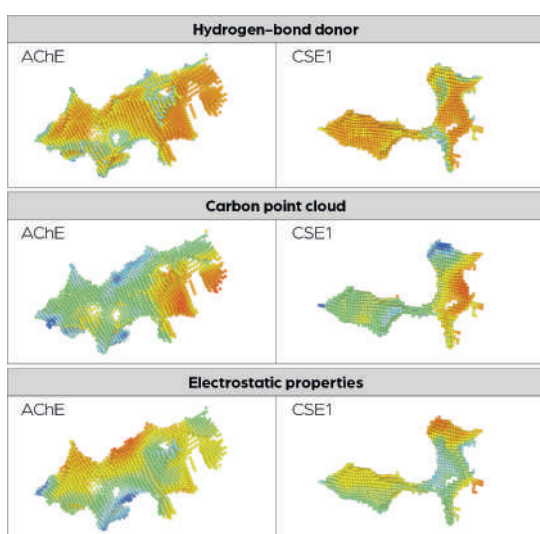 Hydrogen-bond donor
AChE
CSE1
Carbon point cloud
AChE
CSE1
Electrostatic properties
AChE
CSE1